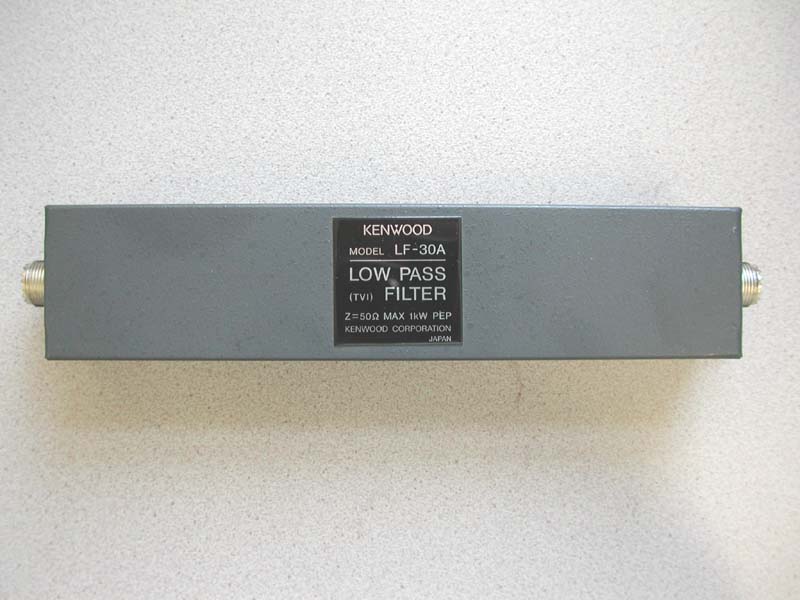 KENWOOD
MODEL LF-30A
LOW PASS
(TVI) FILTER
Z=50Ω MAX 1kW PEP
KENWOOD CORPORATION
JAPAN